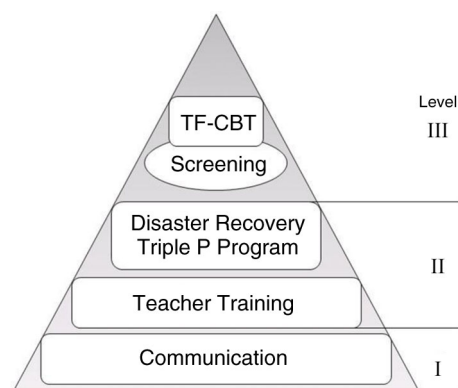 Level
TF-CBT
III
Screening
Disaster Recovery
Triple P Program
II
Teacher Training
Communication
I